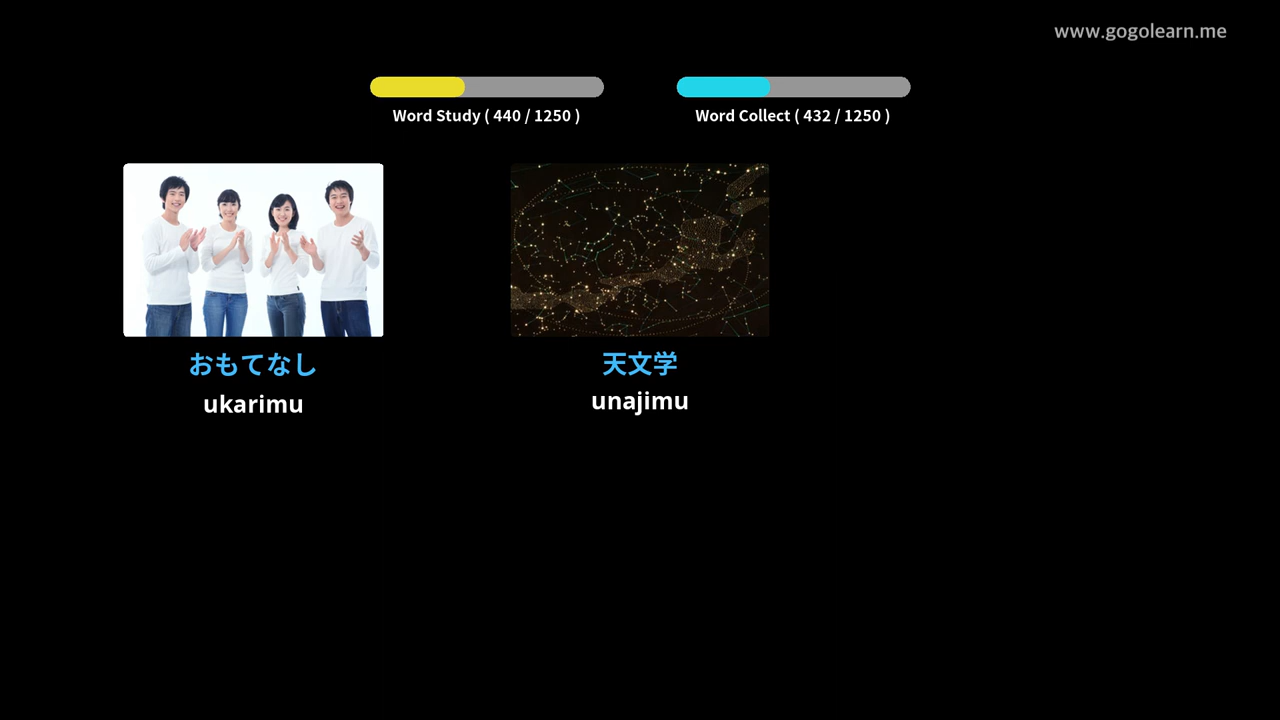 www.gogolearn.me
Word Study ( 440 / 1250 )
Word Collect ( 432 / 1250 )
おもてなし
ukarimu
天文学
unajimu